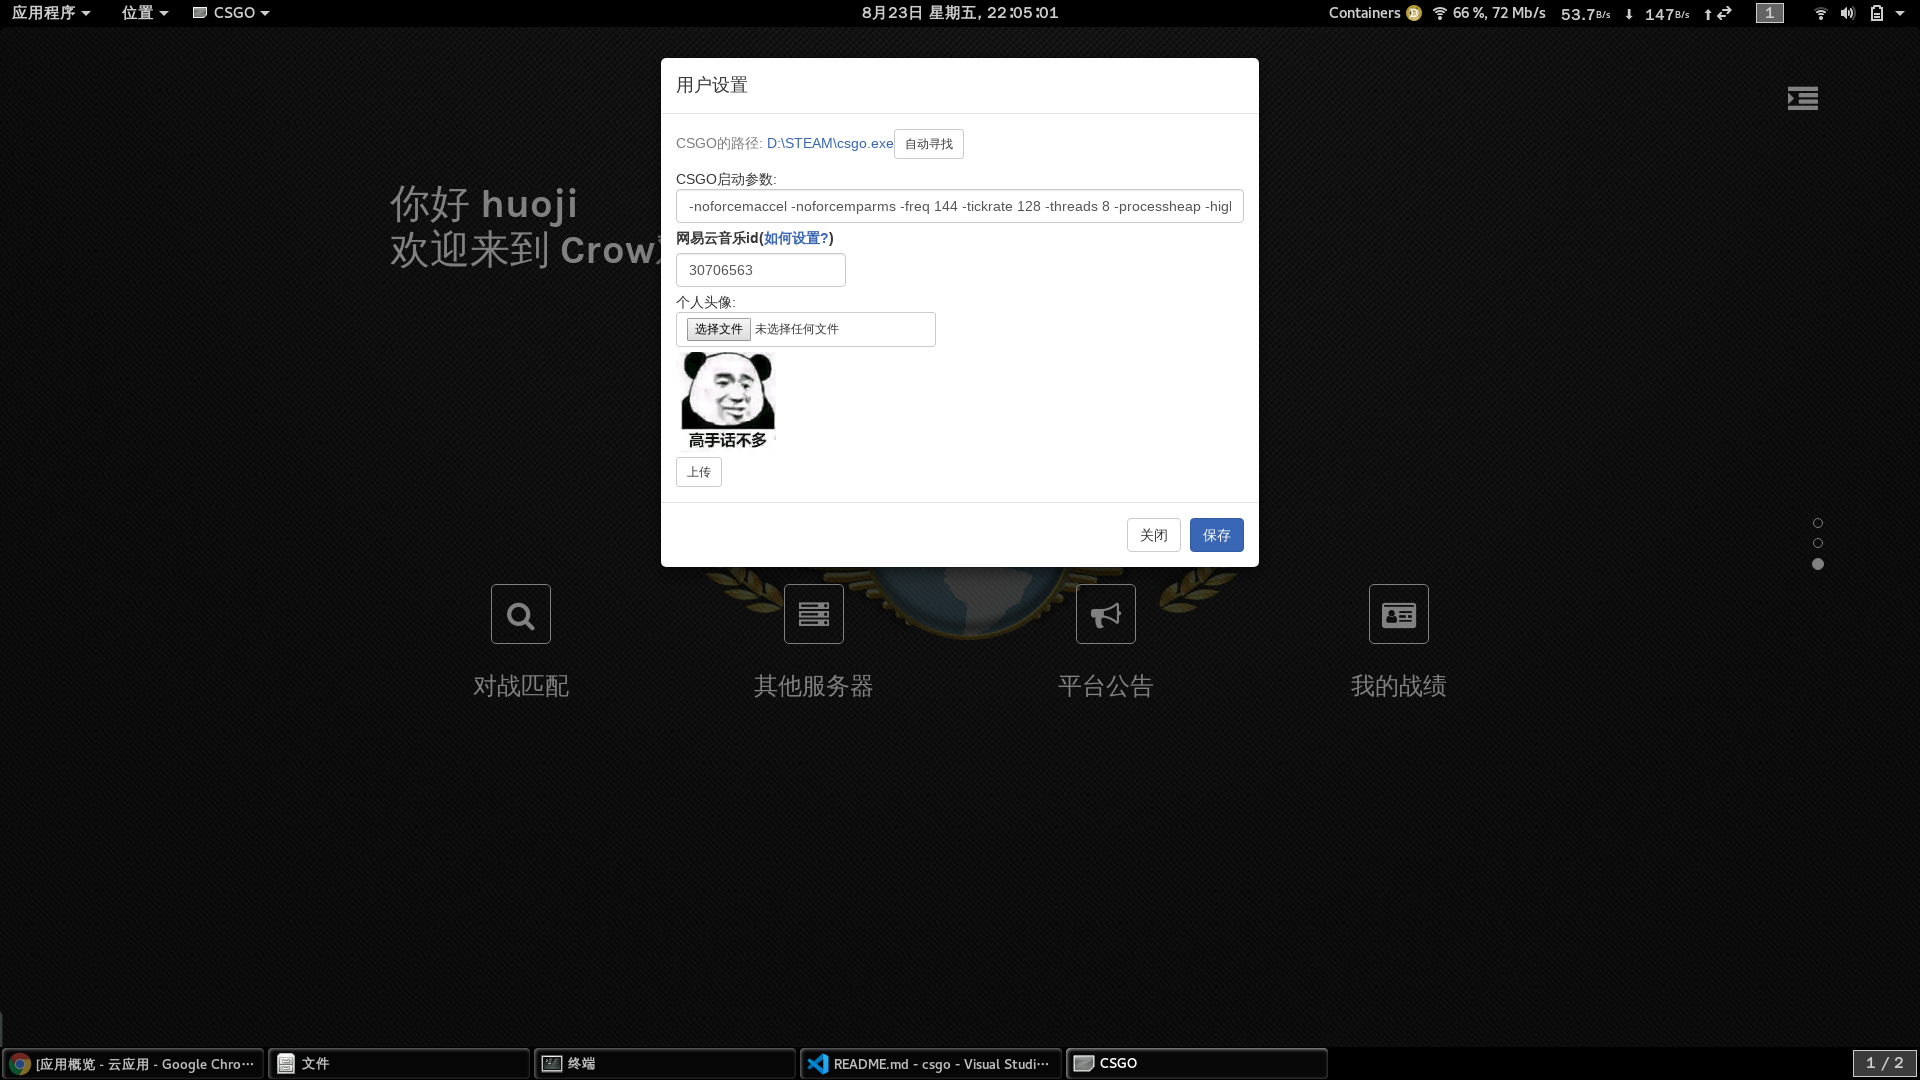 应用程序 位置 CSGO 8月23日 星期五, 22:05:01 Containers 66 %, 72 Mb/s 53.7B/s 147B/s 1
用户设置
CSGO的路径: D:\STEAM\csgo.exe 自动寻找
CSGO启动参数:
-noforcemaccel -noforcemparms -freq 144 -tickrate 128 -threads 8 -processheap -higl
网易云音乐id(如何设置?)
30706563
个人头像:
选择文件 未选择任何文件
高手话不多
上传
关闭 保存
你好 huoji
欢迎来到 Crow
对战匹配 其他服务器 平台公告 我的战绩
[应用概览 - 云应用 - Google Chro… 文件 终端 README.md - csgo - Visual Studi… CSGO 1 / 2